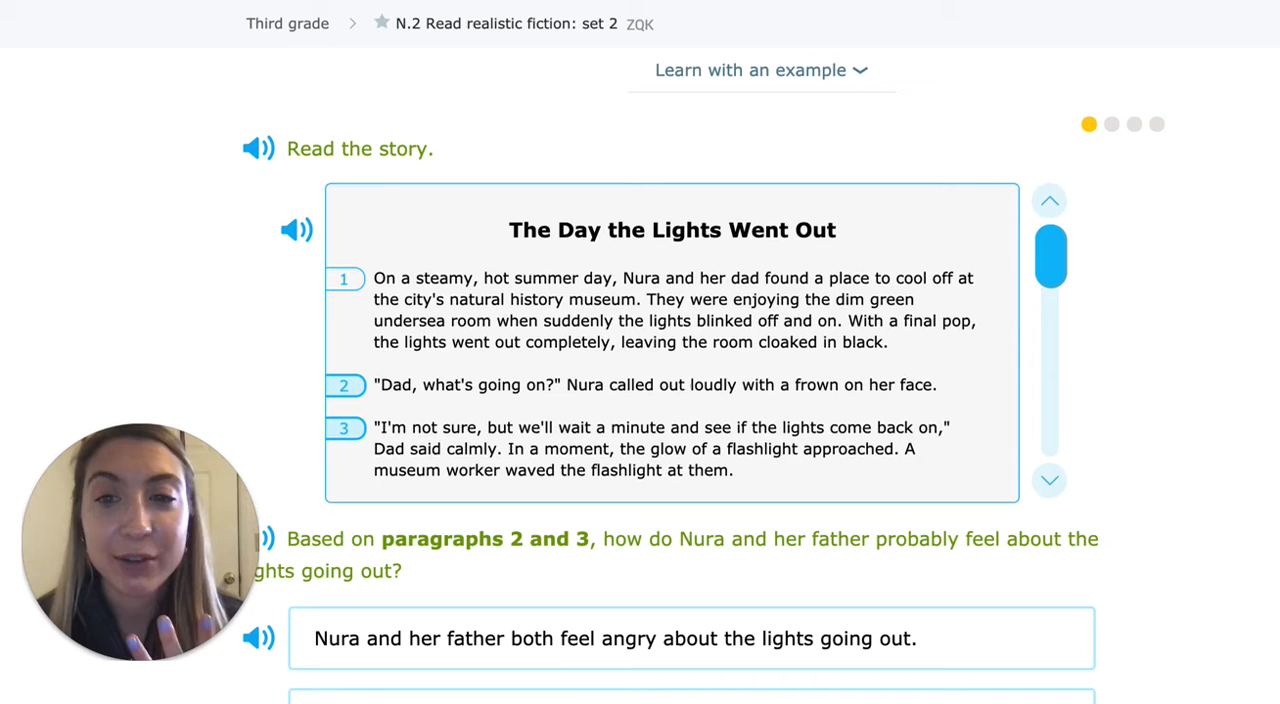 Third grade > N.2 Read realistic fiction: set 2 ZQK
Learn with an example
Read the story.
The Day the Lights Went Out
1 On a steamy, hot summer day, Nura and her dad found a place to cool off at
the city's natural history museum. They were enjoying the dim green
undersea room when suddenly the lights blinked off and on. With a final pop,
the lights went out completely, leaving the room cloaked in black.
2 "Dad, what's going on?" Nura called out loudly with a frown on her face.
3 "I'm not sure, but we'll wait a minute and see if the lights come back on,"
Dad said calmly. In a moment, the glow of a flashlight approached. A
museum worker waved the flashlight at them.
Based on paragraphs 2 and 3, how do Nura and her father probably feel about the
ghts going out?
Nura and her father both feel angry about the lights going out.